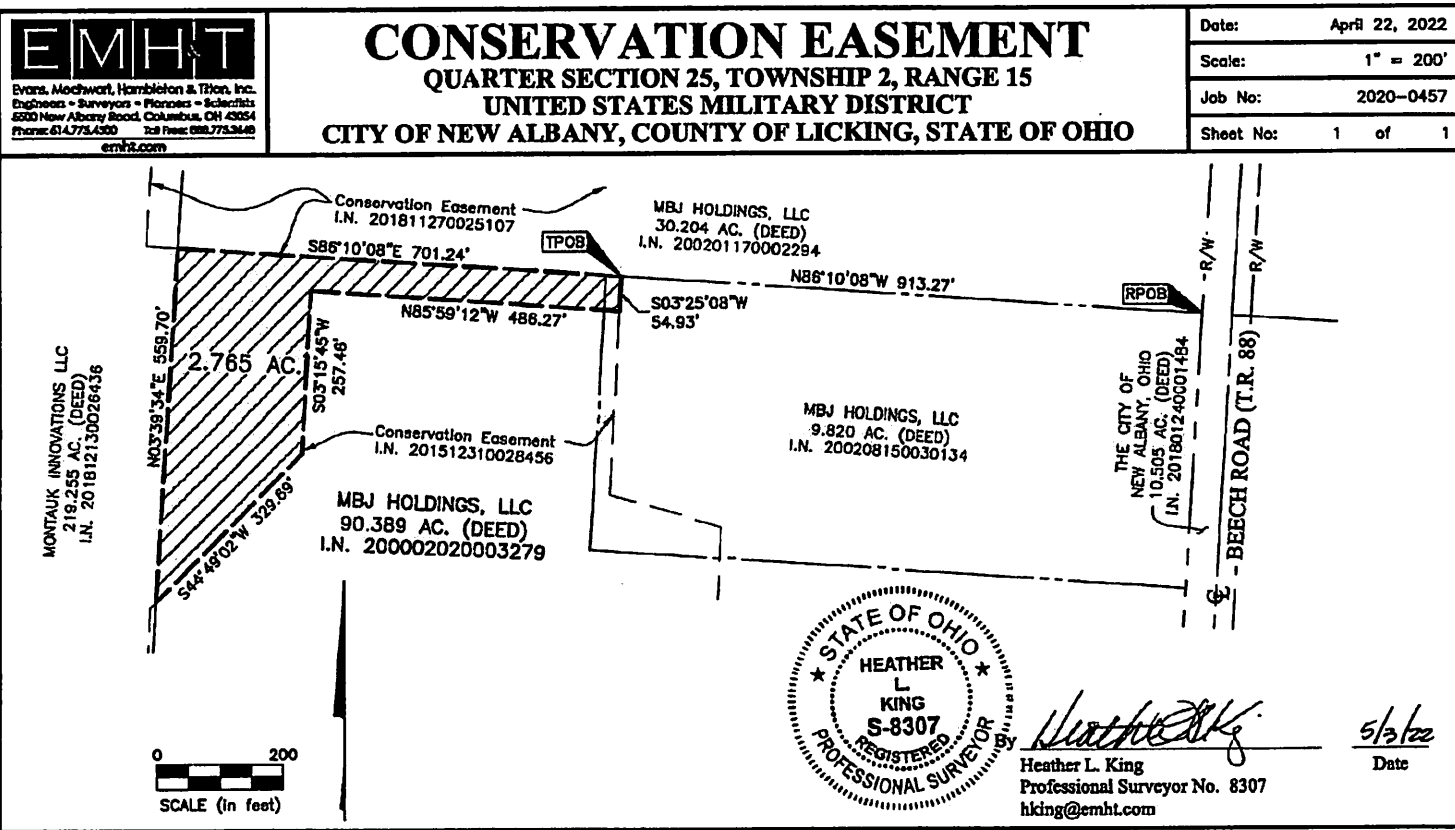 EMH&T
Evans, Mechwart, Hambleton & Tilton, Inc.
Engineers • Surveyors • Planners • Scientists
5500 New Albany Road, Columbus, OH 43054
Phone: 614.775.4300 Toll Free: 888.775.3648
emht.com
CONSERVATION EASEMENT
QUARTER SECTION 25, TOWNSHIP 2, RANGE 15
UNITED STATES MILITARY DISTRICT
CITY OF NEW ALBANY, COUNTY OF LICKING, STATE OF OHIO
Date: April 22, 2022
Scale: 1" = 200'
Job No: 2020-0457
Sheet No: 1 of 1
Conservation Easement
I.N. 201811270025107
MBJ HOLDINGS, LLC
30.204 AC. (DEED)
I.N. 200201170002294
TPOB
S86°10'08"E 701.24'
N86°10'08"W 913.27'
RPOB
R/W
R/W
S03°25'08"W
54.93'
N85°59'12"W 486.27'
N03°39'34"E 559.70'
2.765 AC.
S03°15'45"W
257.46'
MONTAUK INNOVATIONS LLC
219.255 AC. (DEED)
I.N. 201812130026436
Conservation Easement
I.N. 201512310028456
S44°49'02"W 329.69'
MBJ HOLDINGS, LLC
90.389 AC. (DEED)
I.N. 200002020003279
MBJ HOLDINGS, LLC
9.820 AC. (DEED)
I.N. 200208150030134
THE CITY OF
NEW ALBANY, OHIO
10.505 AC. (DEED)
I.N. 201801240001484
℄ - BEECH ROAD (T.R. 88)
0 200
SCALE (in feet)
STATE OF OHIO
HEATHER
L.
KING
S-8307
REGISTERED
PROFESSIONAL SURVEYOR
By
Heather L King
5/3/22
Heather L. King
Date
Professional Surveyor No. 8307
hking@emht.com